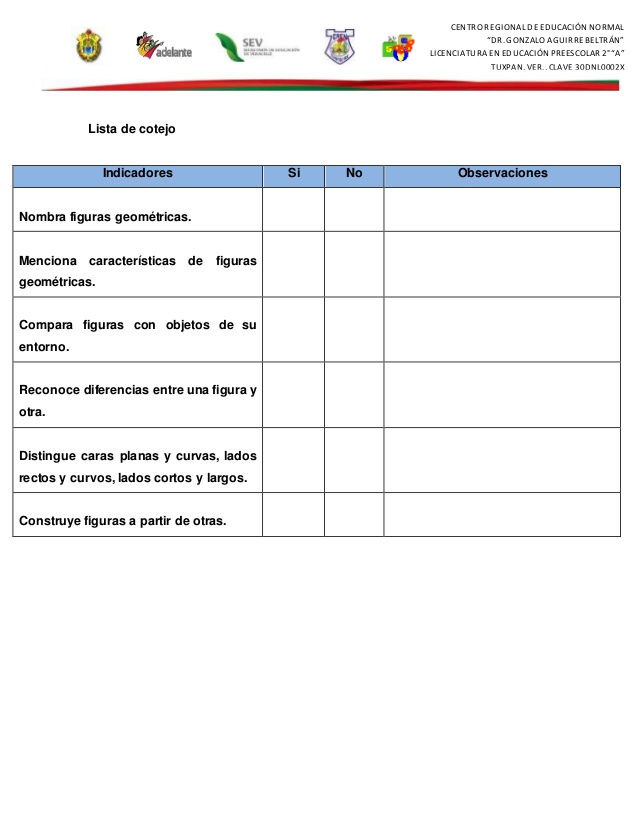 CENTRO REGIONAL DE EDUCACIÓN NORMAL
“DR. GONZALO AGUIRRE BELTRÁN”
LICENCIATURA EN EDUCACIÓN PREESCOLAR 2° “A”
TUXPAN. VER.. CLAVE 30DNL0002X
adelante
SEV
Lista de cotejo
Indicadores Si No Observaciones
Nombra figuras geométricas.
Menciona características de figuras
geométricas.
Compara figuras con objetos de su
entorno.
Reconoce diferencias entre una figura y
otra.
Distingue caras planas y curvas, lados
rectos y curvos, lados cortos y largos.
Construye figuras a partir de otras.